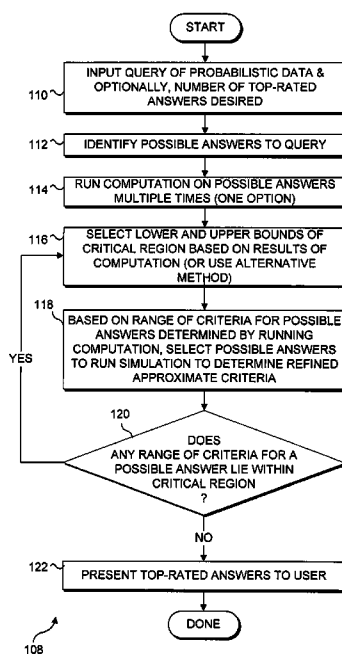 START
110
INPUT QUERY OF PROBABILISTIC DATA &
OPTIONALLY, NUMBER OF TOP-RATED
ANSWERS DESIRED
112
IDENTIFY POSSIBLE ANSWERS TO QUERY
114
RUN COMPUTATION ON POSSIBLE ANSWERS
MULTIPLE TIMES (ONE OPTION)
116
SELECT LOWER AND UPPER BOUNDS OF
CRITICAL REGION BASED ON RESULTS OF
COMPUTATION (OR USE ALTERNATIVE
METHOD)
118
BASED ON RANGE OF CRITERIA FOR POSSIBLE
ANSWERS DETERMINED BY RUNNING
COMPUTATION, SELECT POSSIBLE ANSWERS
TO RUN SIMULATION TO DETERMINE REFINED
APPROXIMATE CRITERIA
YES
120
DOES
ANY RANGE OF CRITERIA FOR A
POSSIBLE ANSWER LIE WITHIN
CRITICAL REGION
?
NO
122
PRESENT TOP-RATED ANSWERS TO USER
DONE
108